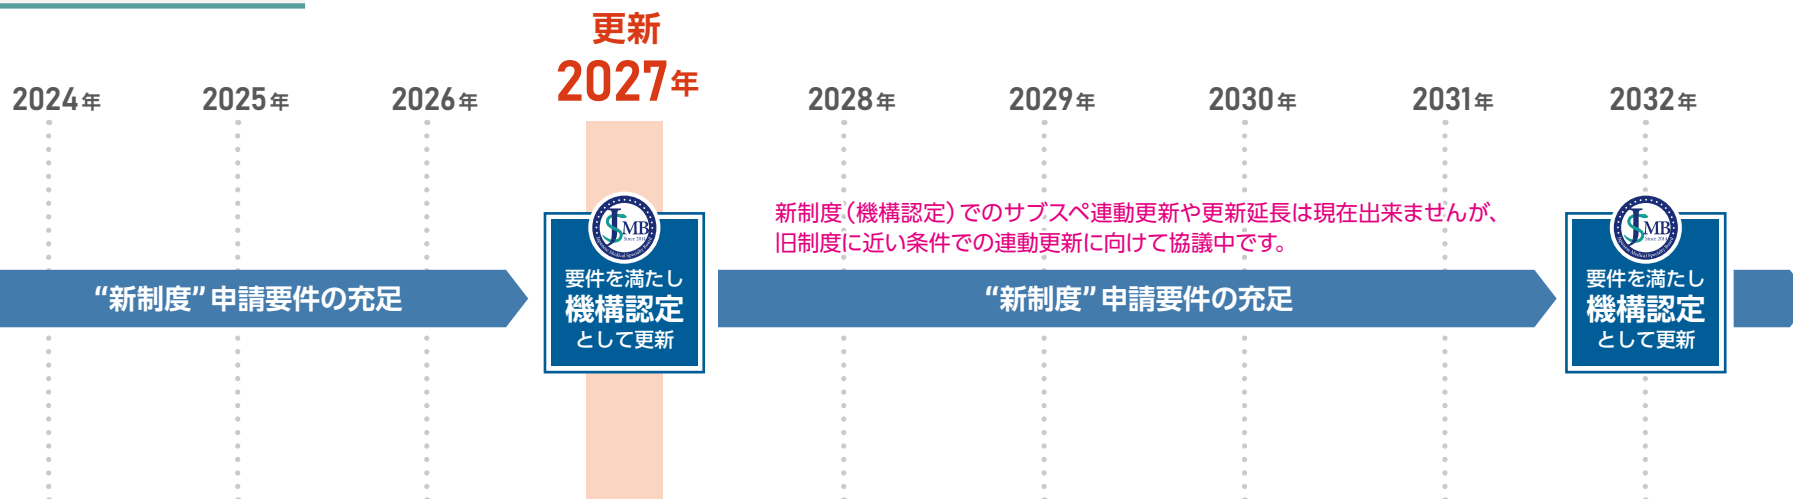 更新
2024年 2025年 2026年 2027年 2028年 2029年 2030年 2031年 2032年
新制度(機構認定)でのサブスペ連動更新や更新延長は現在出来ませんが、
旧制度に近い条件での連動更新に向けて協議中です。
“新制度”申請要件の充足
JMSB
Since 2014
要件を満たし
機構認定
として更新
“新制度”申請要件の充足
JMSB
Since 2014
要件を満たし
機構認定
として更新